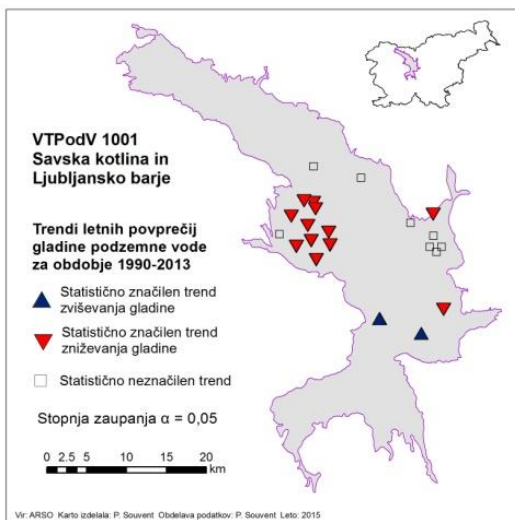 VTPodV 1001
Savska kotlina in
Ljubljansko barje
Trendi letnih povprečij
gladine podzemne vode
za obdobje 1990-2013
Statistično značilen trend
zviševanja gladine
Statistično značilen trend
zniževanja gladine
Statistično neznačilen trend
Stopnja zaupanja α = 0,05
0 2.5 5 10 15 20
km
Vir: ARSO Karto izdelala: P. Souvent Obdelava podatkov: P. Souvent Leto: 2015